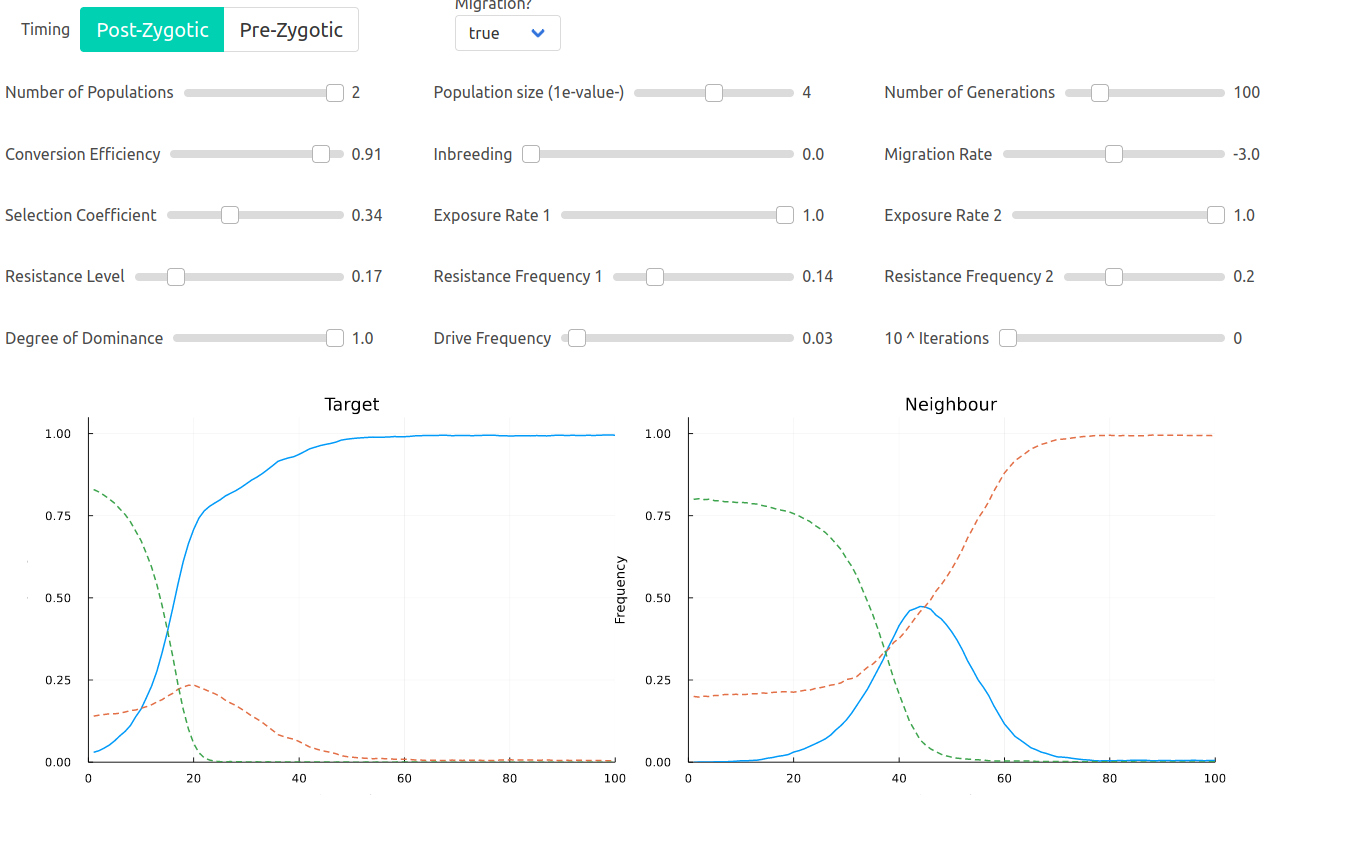 Migration?
Timing Post-Zygotic Pre-Zygotic true
Number of Populations 2 Population size (1e-value-) 4 Number of Generations 100
Conversion Efficiency 0.91 Inbreeding 0.0 Migration Rate -3.0
Selection Coefficient 0.34 Exposure Rate 1 1.0 Exposure Rate 2 1.0
Resistance Level 0.17 Resistance Frequency 1 0.14 Resistance Frequency 2 0.2
Degree of Dominance 1.0 Drive Frequency 0.03 10 ^ Iterations 0
Target
1.00
0.75
0.50
0.25
0.00
0 20 40 60 80 100
Neighbour
Frequency
1.00
0.75
0.50
0.25
0.00
0 20 40 60 80 100